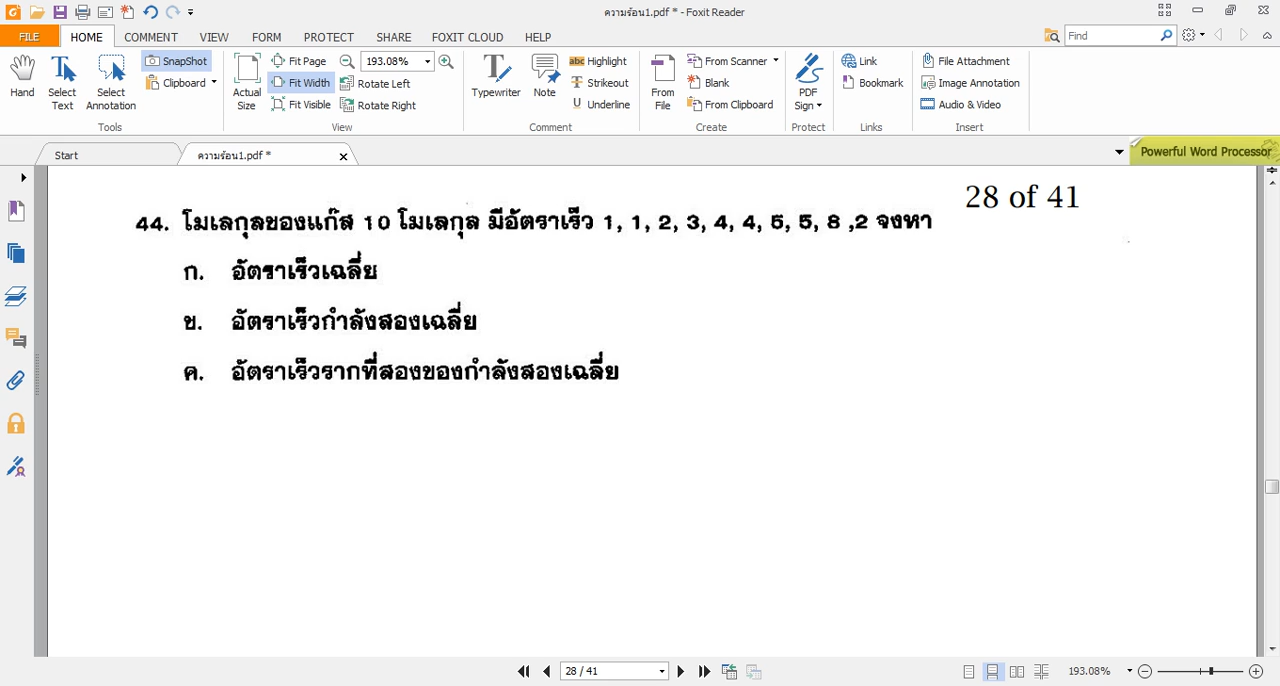 ความร้อน1.pdf * - Foxit Reader
FILE HOME COMMENT VIEW FORM PROTECT SHARE FOXIT CLOUD HELP Find
SnapShot Fit Page 193.08% abc Highlight From Scanner Link File Attachment
Hand Select Text Select Annotation Clipboard Actual Size Fit Width Rotate Left Typewriter Note Strikeout From File Blank PDF Sign Bookmark Image Annotation
Fit Visible Rotate Right Underline From Clipboard Audio & Video
Tools View Comment Create Protect Links Insert
Start ความร้อน1.pdf * Powerful Word Processor
28 of 41
44. โมเลกุลของแก๊ส 10 โมเลกุล มีอัตราเร็ว 1, 1, 2, 3, 4, 4, 5, 5, 8 ,2 จงหา
ก. อัตราเร็วเฉลี่ย
ข. อัตราเร็วกำลังสองเฉลี่ย
ค. อัตราเร็วรากที่สองของกำลังสองเฉลี่ย
28 / 41 193.08%